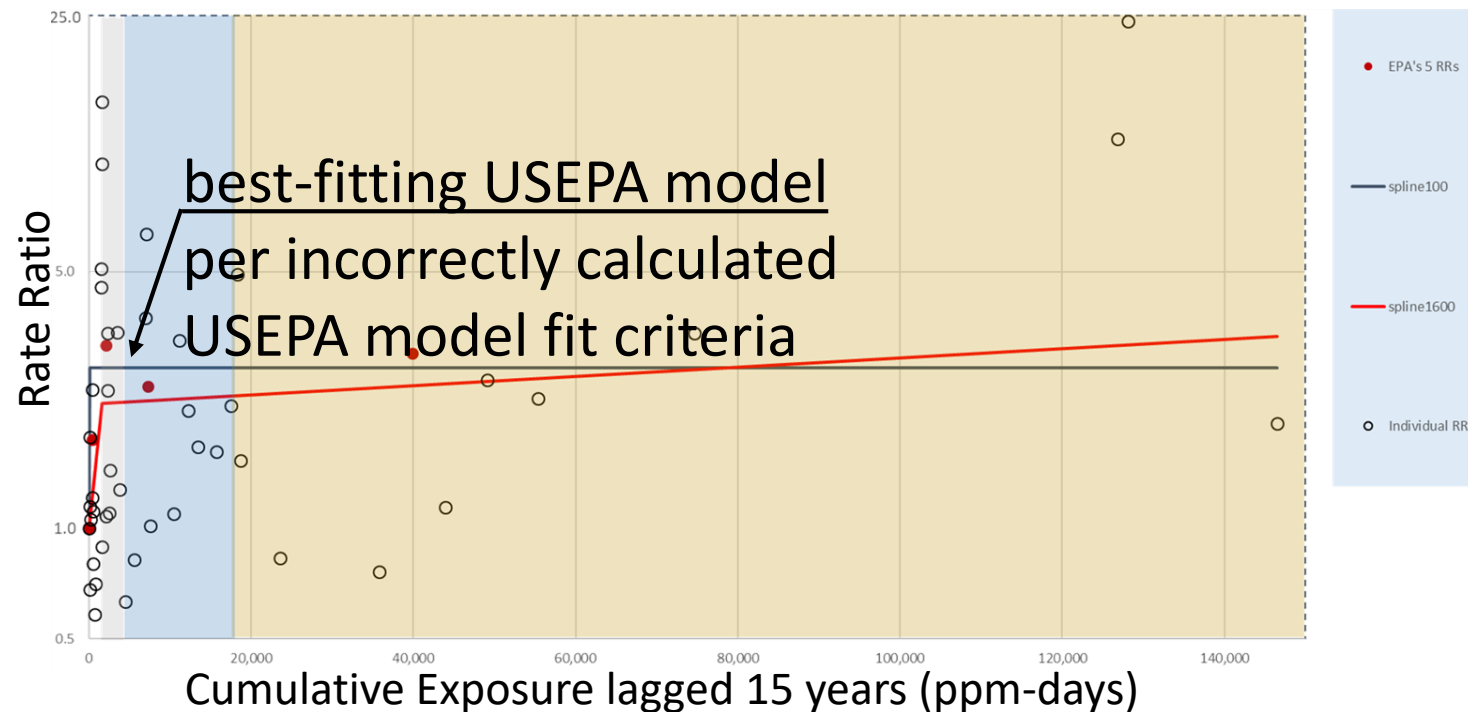 25.0
5.0
1.0
0.5
Rate Ratio
best-fitting USEPA model
per incorrectly calculated
USEPA model fit criteria
0 20,000 40,000 60,000 80,000 100,000 120,000 140,000
Cumulative Exposure lagged 15 years (ppm-days)
EPA's 5 RRs
spline100
spline1600
Individual RR